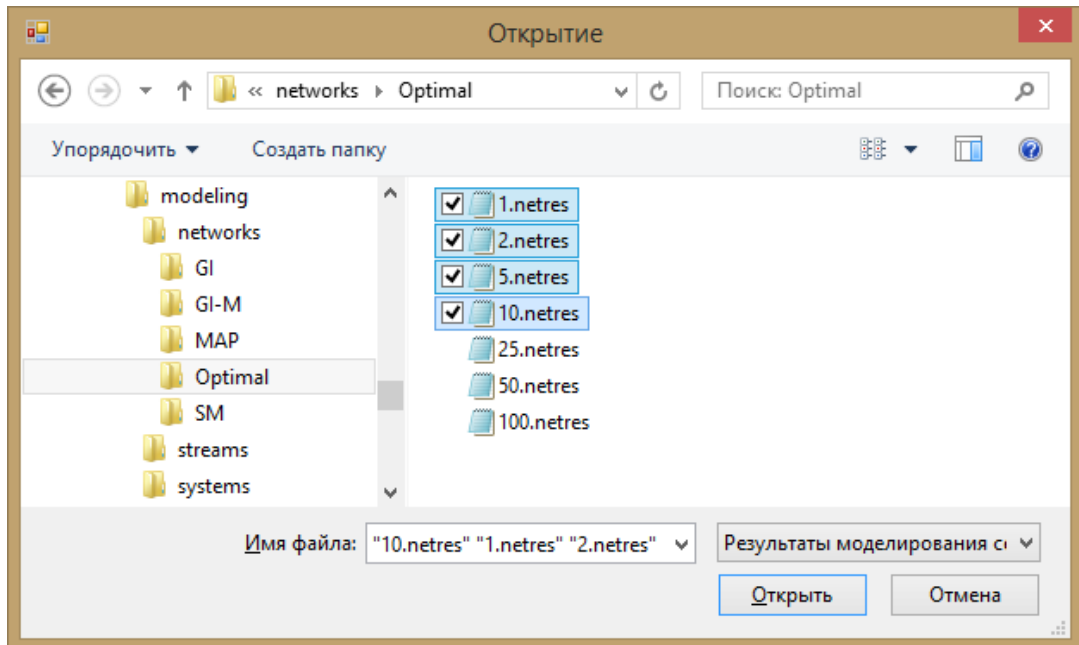 Открытие
« networks Optimal
Поиск: Optimal
Упорядочить Создать папку
modeling
networks
GI
GI-M
MAP
Optimal
SM
streams
systems
1.netres
2.netres
5.netres
10.netres
25.netres
50.netres
100.netres
Имя файла: "10.netres" "1.netres" "2.netres"
Результаты моделирования
Открыть Отмена